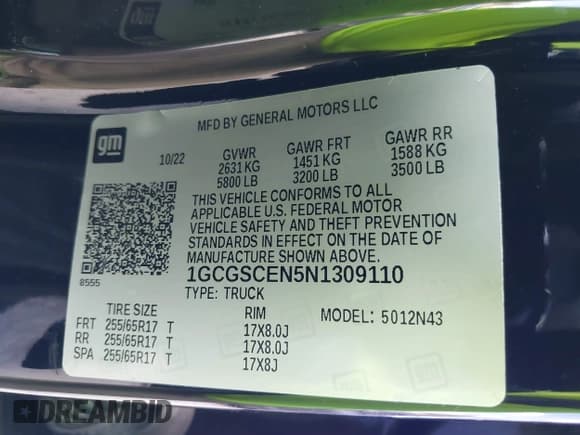 MFD BY GENERAL MOTORS LLC
gm
10/22
GVWR GAWR FRT GAWR RR
2631 KG 1451 KG 1588 KG
5800 LB 3200 LB 3500 LB
THIS VEHICLE CONFORMS TO ALL
APPLICABLE U.S. FEDERAL MOTOR
VEHICLE SAFETY AND THEFT PREVENTION
STANDARDS IN EFFECT ON THE DATE OF
MANUFACTURE SHOWN ABOVE.
8555
1GCGSCEN5N1309110
TYPE: TRUCK
MODEL: 5012N43
TIRE SIZE RIM
FRT 255/65R17 T 17X8.0J
RR 255/65R17 T 17X8.0J
SPA 255/65R17 T 17X8J
DREAMBID